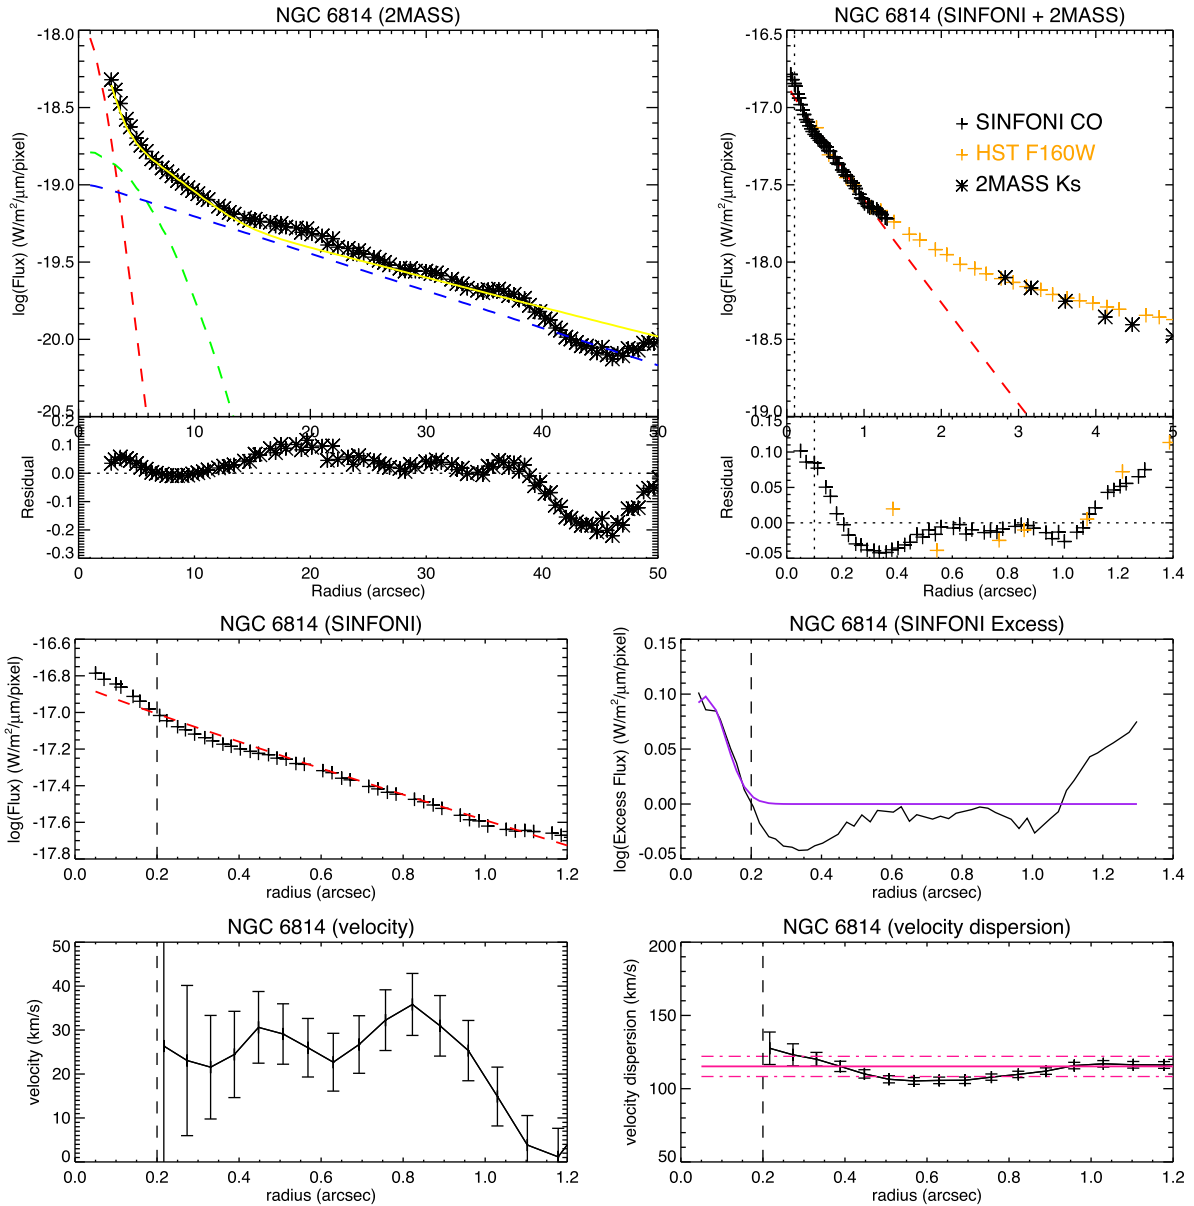 NGC 6814 (2MASS)
log(Flux) (W/m²/μm/pixel)
-18.0
-18.5
-19.0
-19.5
-20.0
-20.5
0 10 20 30 40 50
Residual
0.2
0.1
0.0
-0.1
-0.2
-0.3
0 10 20 30 40 50
Radius (arcsec)
NGC 6814 (SINFONI + 2MASS)
log(Flux) (W/m²/μm/pixel)
-16.5
-17.0
-17.5
-18.0
-18.5
-19.0
SINFONI CO
HST F160W
2MASS Ks
0 1 2 3 4 5
Residual
0.15
0.10
0.05
0.00
-0.05
0.0 0.2 0.4 0.6 0.8 1.0 1.2 1.4
Radius (arcsec)
NGC 6814 (SINFONI)
log(Flux) (W/m²/μm/pixel)
-16.6
-16.8
-17.0
-17.2
-17.4
-17.6
-17.8
0.0 0.2 0.4 0.6 0.8 1.0 1.2
radius (arcsec)
NGC 6814 (SINFONI Excess)
log(Excess Flux) (W/m²/μm/pixel)
0.15
0.10
0.05
0.00
-0.05
0.0 0.2 0.4 0.6 0.8 1.0 1.2 1.4
radius (arcsec)
NGC 6814 (velocity)
velocity (km/s)
50
40
30
20
10
0
0.0 0.2 0.4 0.6 0.8 1.0 1.2
radius (arcsec)
NGC 6814 (velocity dispersion)
velocity dispersion (km/s)
200
150
100
50
0.0 0.2 0.4 0.6 0.8 1.0 1.2
radius (arcsec)